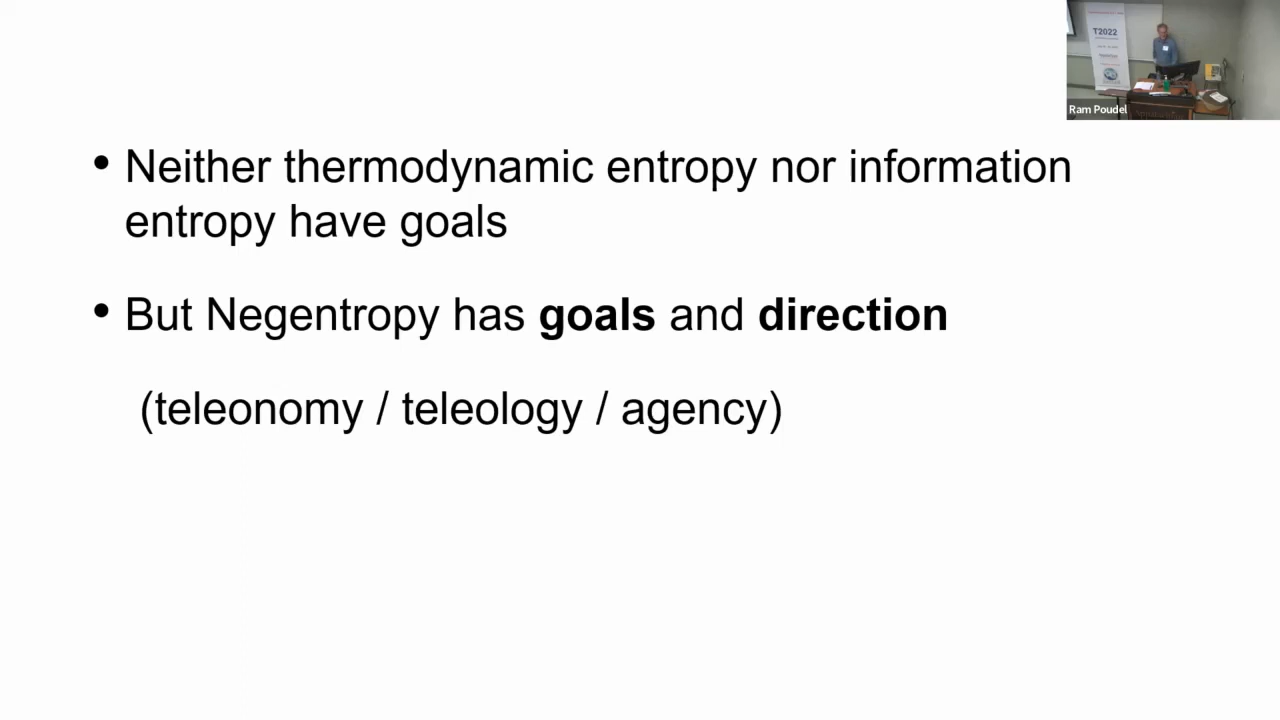 T2022
Ram Poudel
• Neither thermodynamic entropy nor information
entropy have goals
• But Negentropy has goals and direction
(teleonomy / teleology / agency)